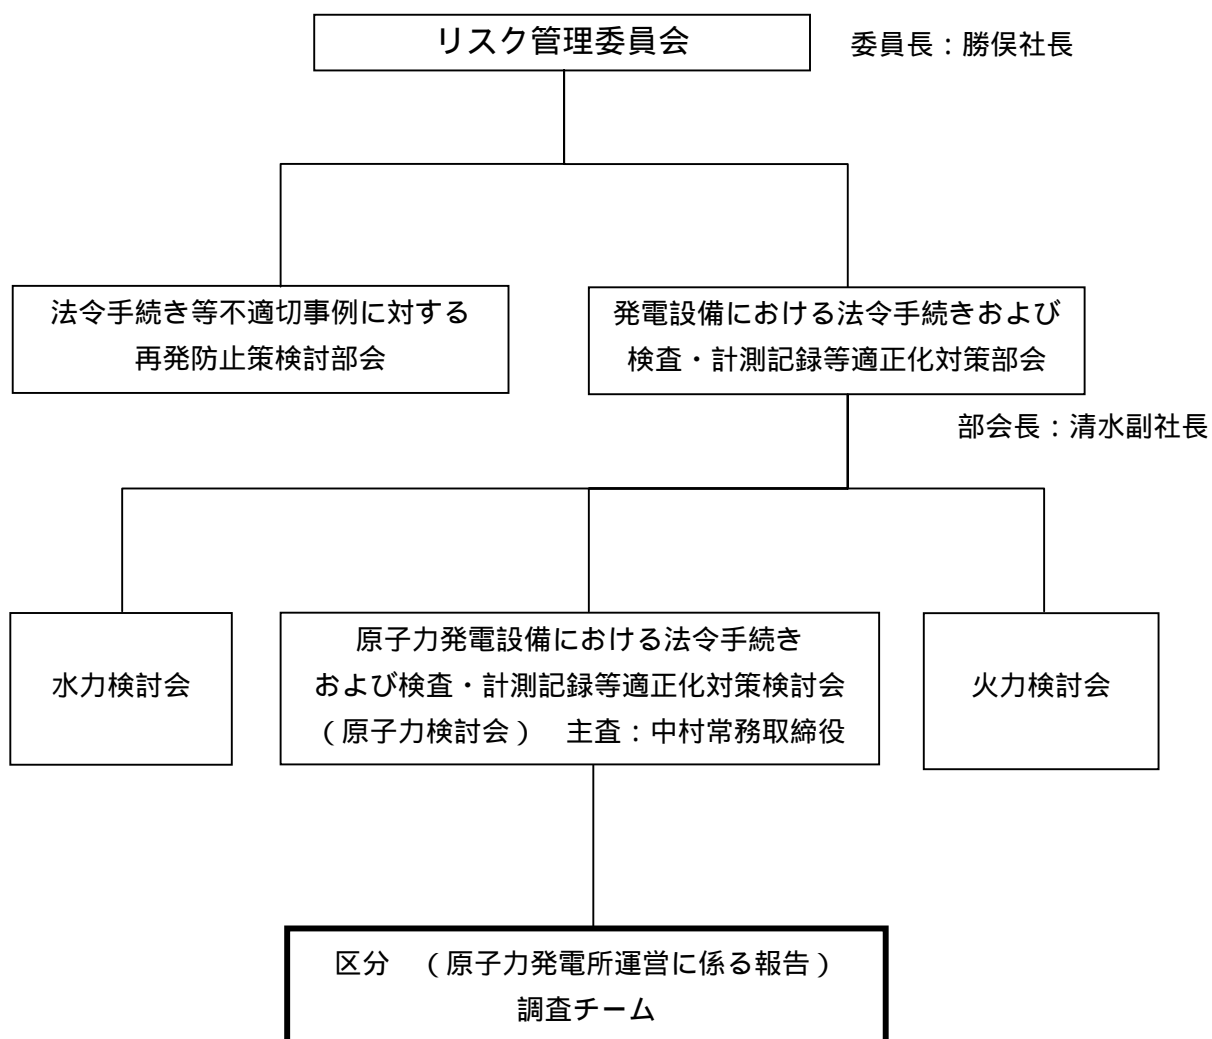 リスク管理委員会
委員長：勝俣社長
法令手続き等不適切事例に対する
再発防止策検討部会
発電設備における法令手続きおよび
検査・計測記録等適正化対策部会
部会長：清水副社長
水力検討会
原子力発電設備における法令手続き
および検査・計測記録等適正化対策検討会
（原子力検討会）　主査：中村常務取締役
火力検討会
区分　（原子力発電所運営に係る報告）
調査チーム